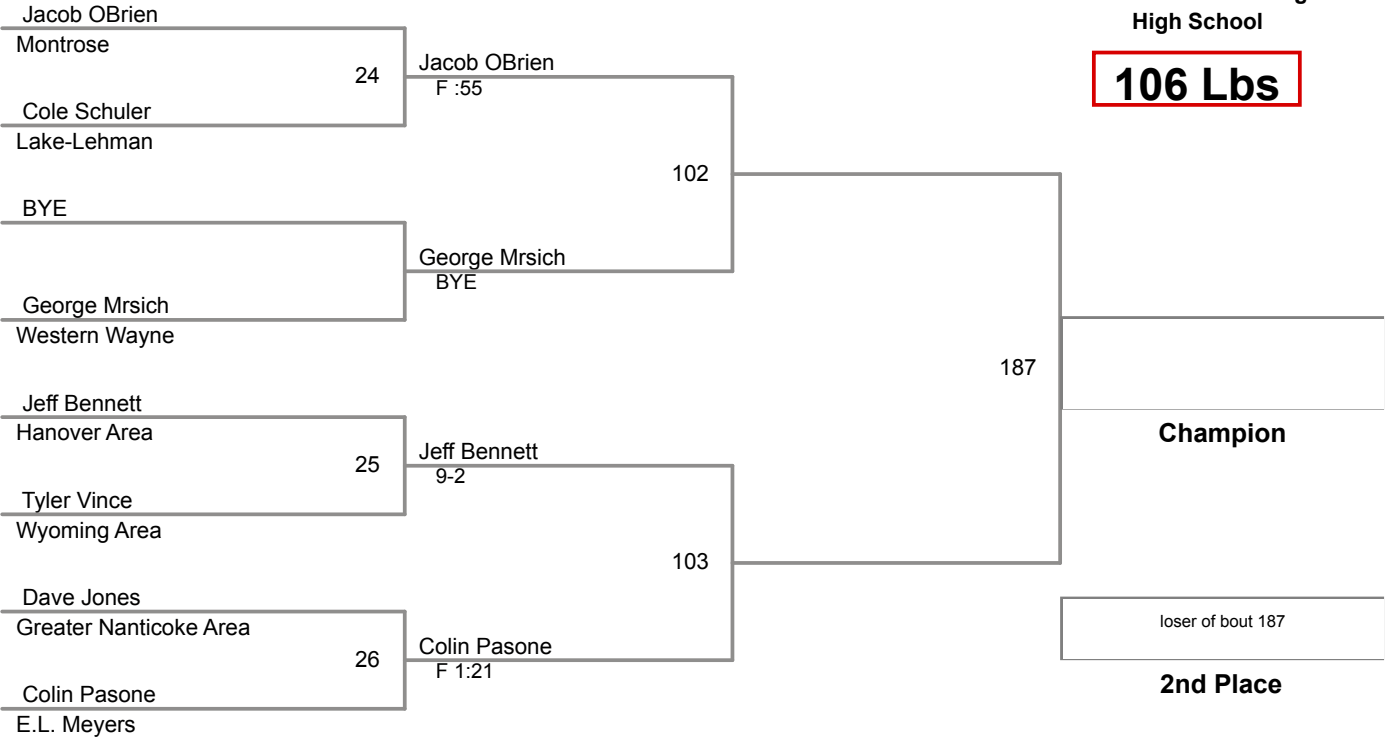 Jacob OBrien
Montrose
24
Cole Schuler
Lake-Lehman
Jacob OBrien
F :55
BYE
George Mrsich
Western Wayne
George Mrsich
BYE
102
Jeff Bennett
Hanover Area
25
Tyler Vince
Wyoming Area
Jeff Bennett
9-2
Dave Jones
Greater Nanticoke Area
26
Colin Pasone
E.L. Meyers
Colin Pasone
F 1:21
103
187
High School
106 Lbs
Champion
loser of bout 187
2nd Place